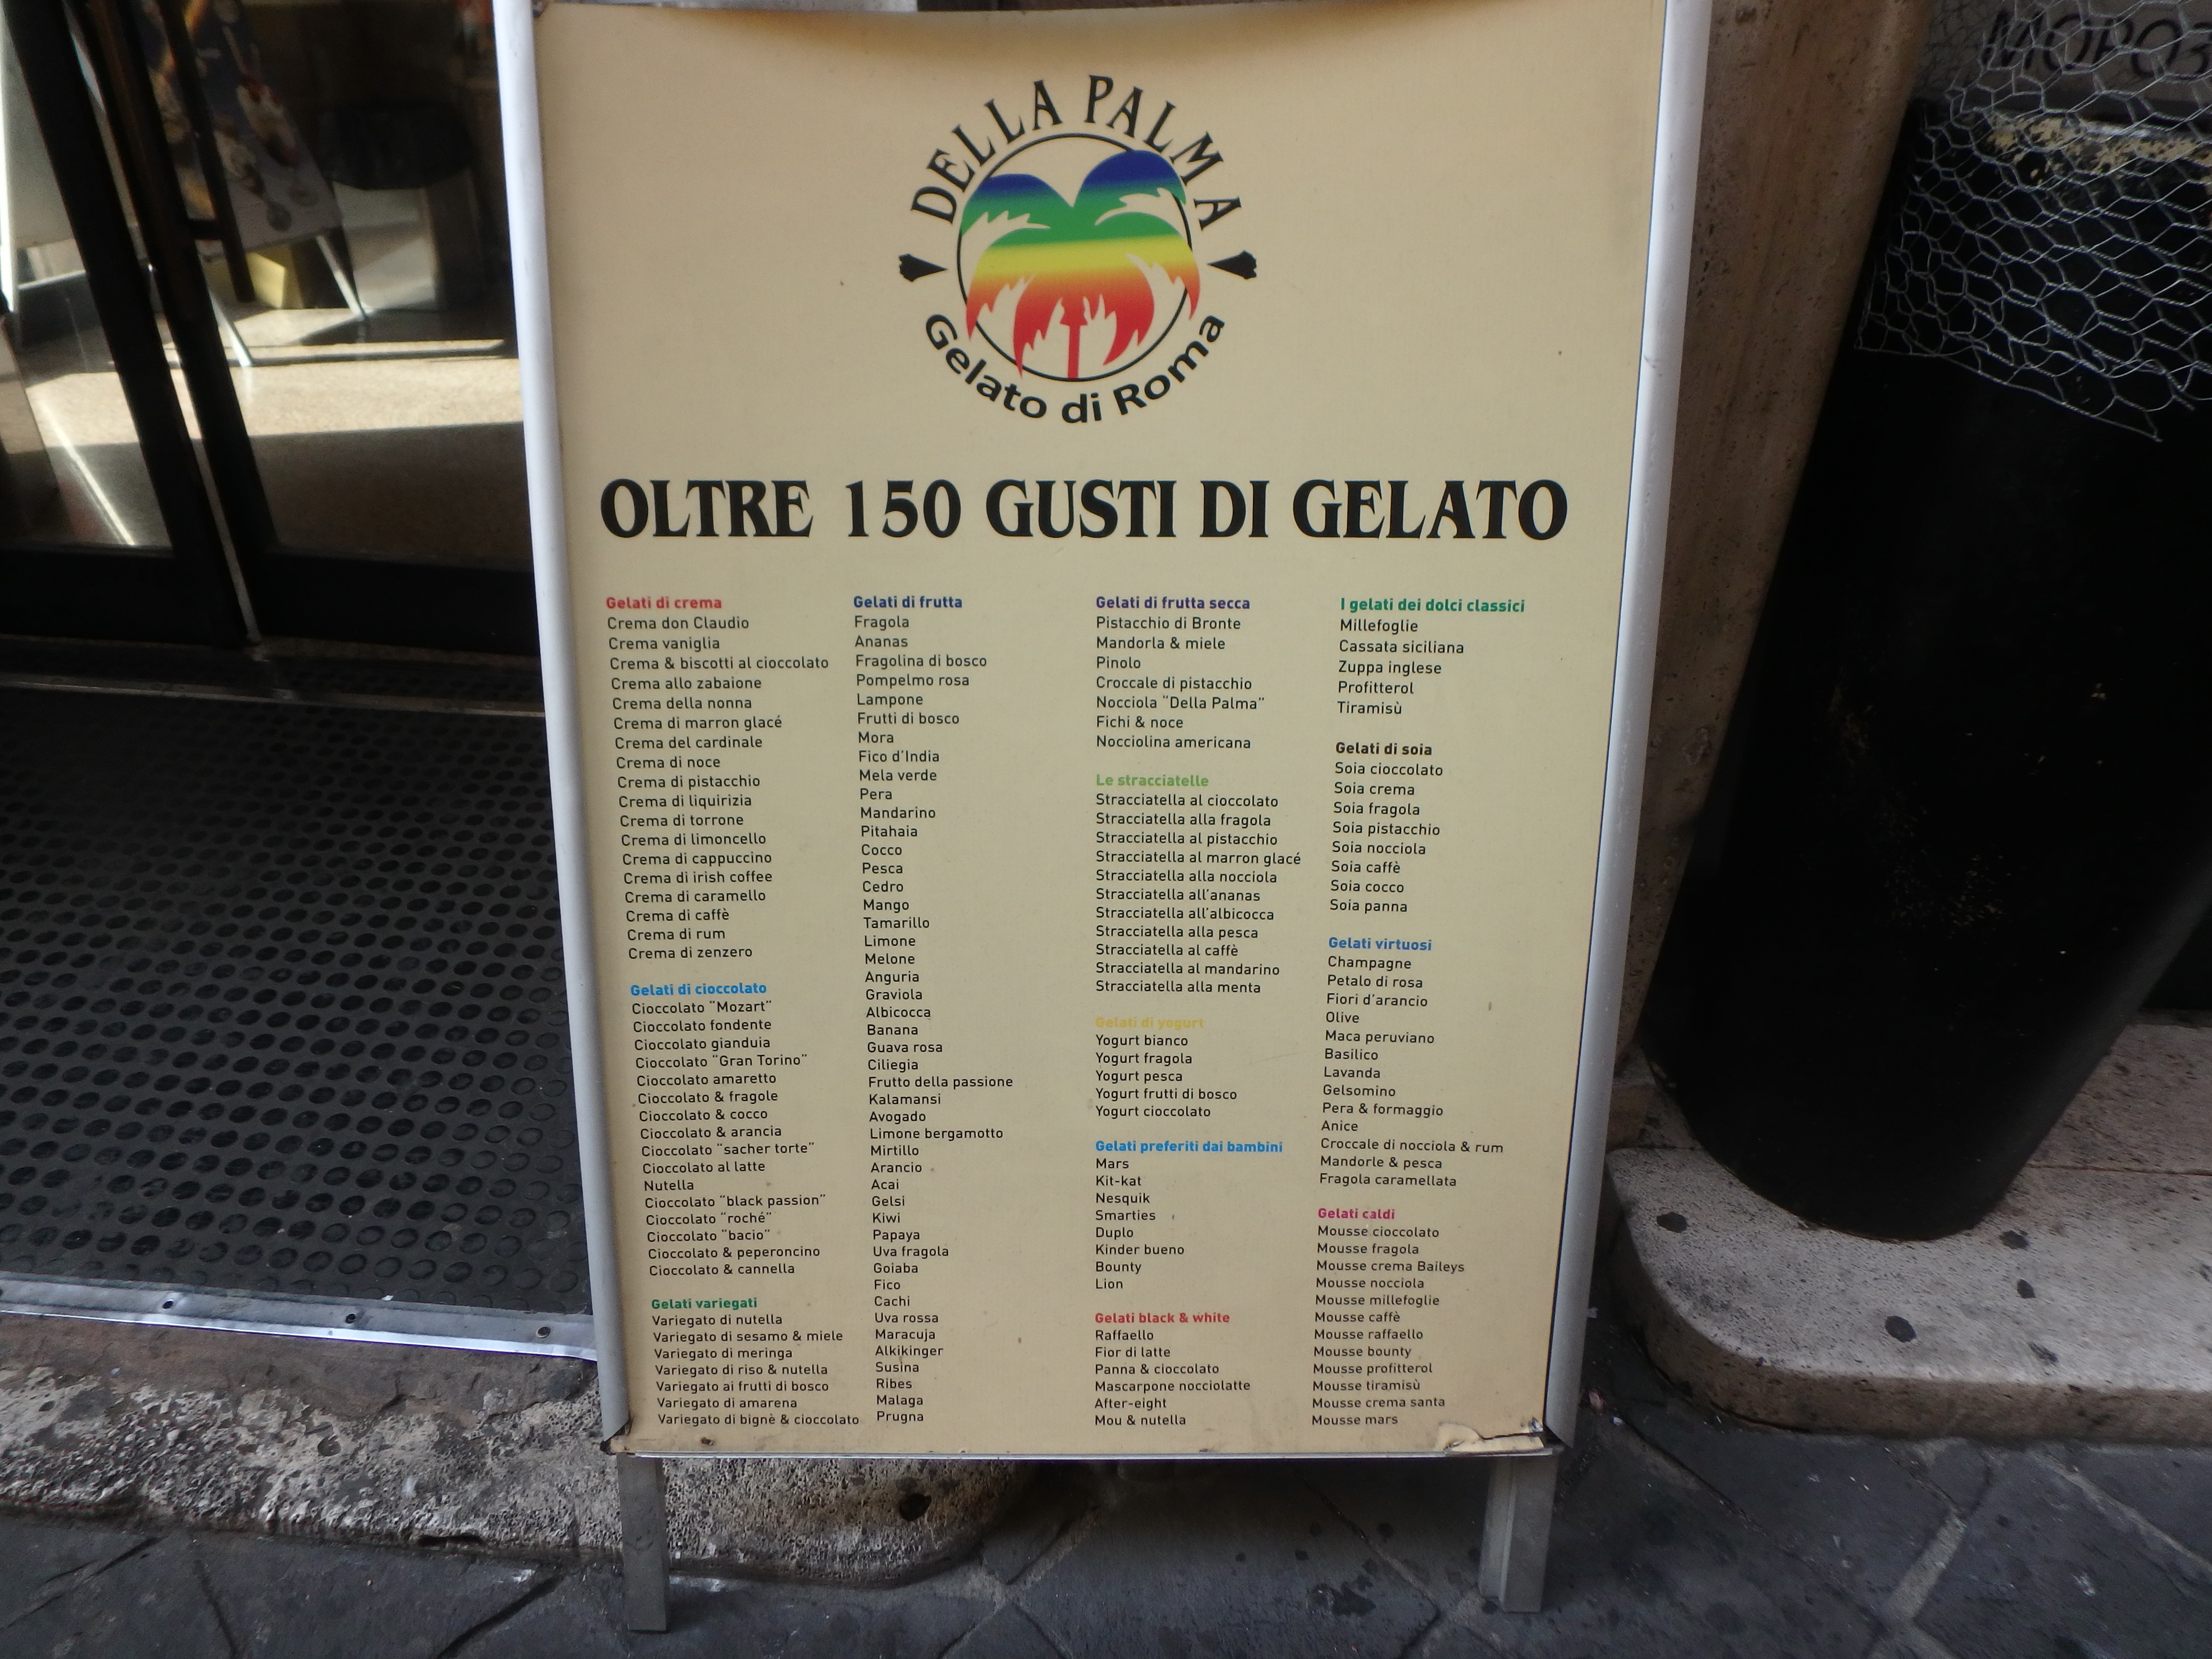 DELLA PALMA
Gelato di Roma
OLTRE 150 GUSTI DI GELATO
Gelati di crema
Crema don Claudio
Crema vaniglia
Crema & biscotti al cioccolato
Crema allo zabaione
Crema della nonna
Crema di marron glacé
Crema del cardinale
Crema di noce
Crema di pistacchio
Crema di liquirizia
Crema di torrone
Crema di limoncello
Crema di cappuccino
Crema di irish coffee
Crema di caramello
Crema di caffè
Crema di rum
Crema di zenzero
Gelati di cioccolato
Cioccolato "Mozart"
Cioccolato fondente
Cioccolato gianduia
Cioccolato "Gran Torino"
Cioccolato amaretto
Cioccolato & fragole
Cioccolato & cocco
Cioccolato & arancia
Cioccolato "sacher torte"
Cioccolato al latte
Nutella
Cioccolato "black passion"
Cioccolato "roché"
Cioccolato "bacio"
Cioccolato & peperoncino
Cioccolato & cannella
Gelati variegati
Variegato di nutella
Variegato di sesamo & miele
Variegato di meringa
Variegato di riso & nutella
Variegato ai frutti di bosco
Variegato di amarena
Variegato di bignè & cioccolato
Gelati di frutta
Fragola
Ananas
Fragolina di bosco
Pompelmo rosa
Lampone
Frutti di bosco
Mora
Fico d'India
Mela verde
Pera
Mandarino
Pitahaia
Cocco
Pesca
Cedro
Mango
Tamarillo
Limone
Melone
Anguria
Graviola
Albicocca
Banana
Guava rosa
Ciliegia
Frutto della passione
Kalamansi
Avogado
Limone bergamotto
Mirtillo
Arancio
Acai
Gelsi
Kiwi
Papaya
Uva fragola
Goiaba
Fico
Cachi
Uva rossa
Maracuja
Alkikinger
Susina
Ribes
Malaga
Prugna
Gelati di frutta secca
Pistacchio di Bronte
Mandorla & miele
Pinolo
Croccale di pistacchio
Nocciola "Della Palma"
Fichi & noce
Nocciolina americana
Le stracciatelle
Stracciatella al cioccolato
Stracciatella alla fragola
Stracciatella al pistacchio
Stracciatella al marron glacé
Stracciatella alla nocciola
Stracciatella all'ananas
Stracciatella all'albicocca
Stracciatella alla pesca
Stracciatella al caffè
Stracciatella al mandarino
Stracciatella alla menta
Gelati di yogurt
Yogurt bianco
Yogurt fragola
Yogurt pesca
Yogurt frutti di bosco
Yogurt cioccolato
Gelati preferiti dai bambini
Mars
Kit-kat
Nesquik
Smarties
Duplo
Kinder bueno
Bounty
Lion
Gelati black & white
Raffaello
Fior di latte
Panna & cioccolato
Mascarpone nocciolatte
After-eight
Mou & nutella
I gelati dei dolci classici
Millefoglie
Cassata siciliana
Zuppa inglese
Profitterol
Tiramisù
Gelati di soia
Soia cioccolato
Soia crema
Soia fragola
Soia pistacchio
Soia nocciola
Soia caffè
Soia cocco
Soia panna
Gelati virtuosi
Champagne
Petalo di rosa
Fiori d'arancio
Olive
Maca peruviano
Basilico
Lavanda
Gelsomino
Pera & formaggio
Anice
Croccale di nocciola & rum
Mandorle & pesca
Fragola caramellata
Gelati caldi
Mousse cioccolato
Mousse fragola
Mousse crema Baileys
Mousse nocciola
Mousse millefoglie
Mousse caffè
Mousse raffaello
Mousse bounty
Mousse profitterol
Mousse tiramisù
Mousse crema santa
Mousse mars